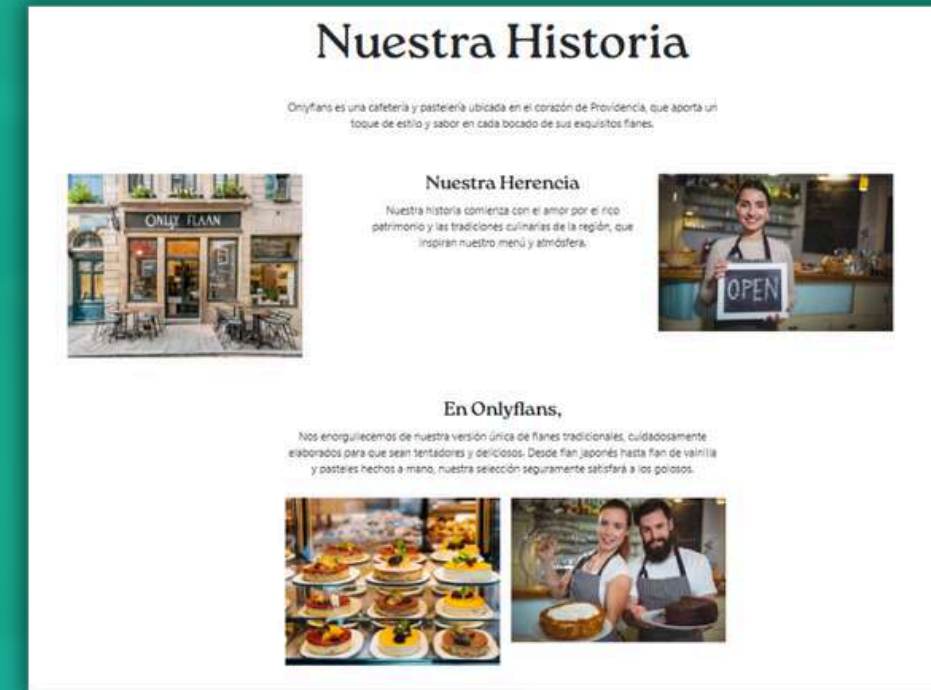 Nuestra Historia
Onlyflans es una cafetería y pastelería ubicada en el corazón de Providencia, que aporta un
toque de estilo y sabor en cada bocado de sus exquisitos flanes.
ONLY FLAAN
Nuestra Herencia
Nuestra historia comienza con el amor por el rico
patrimonio y las tradiciones culinarias de la región, que
inspiran nuestro menú y atmósfera.
OPEN
En Onlyflans,
Nos enorgullecemos de nuestra versión única de flanes tradicionales, cuidadosamente
elaborados para que sean tentadores y deliciosos. Desde flan japonés hasta flan de vainilla
y pasteles hechos a mano, nuestra selección seguramente satisfará a los golosos.